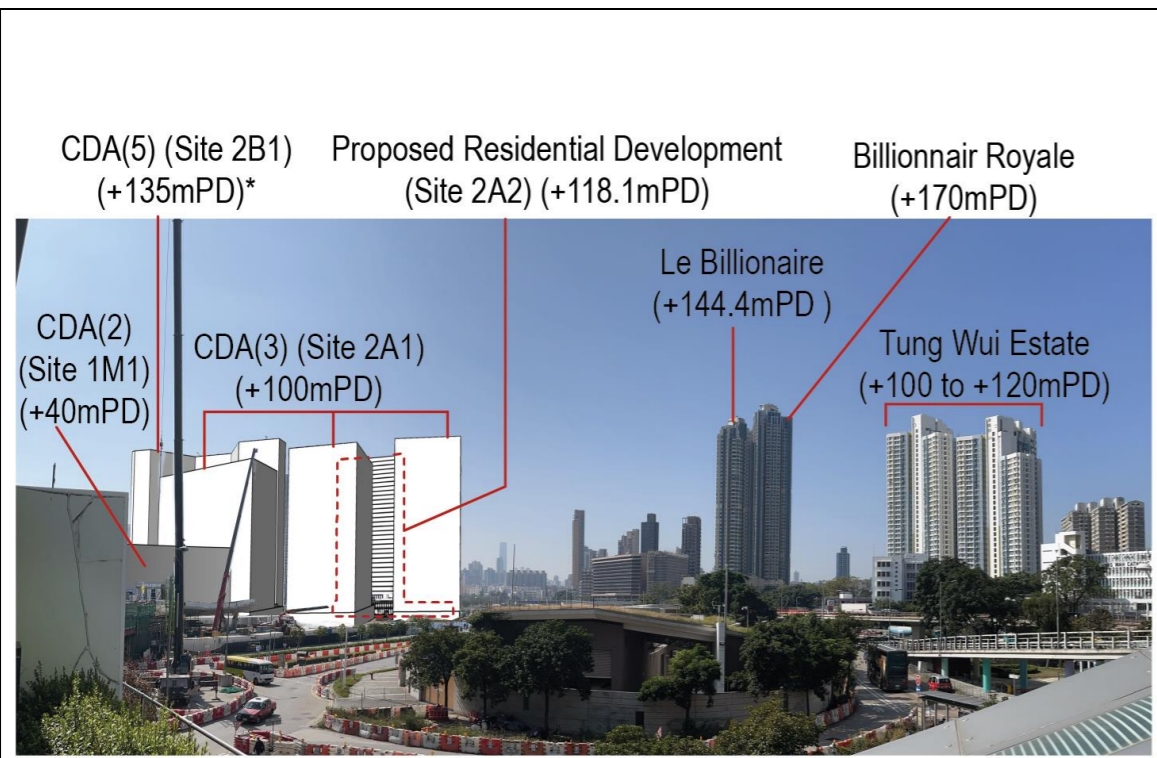 CDA(5) (Site 2B1)
(+135mPD)*
Proposed Residential Development
(Site 2A2) (+118.1mPD)
Billionnair Royale
(+170mPD)
Le Billionaire
(+144.4mPD )
CDA(2)
(Site 1M1)
(+40mPD)
CDA(3) (Site 2A1)
(+100mPD)
Tung Wui Estate
(+100 to +120mPD)